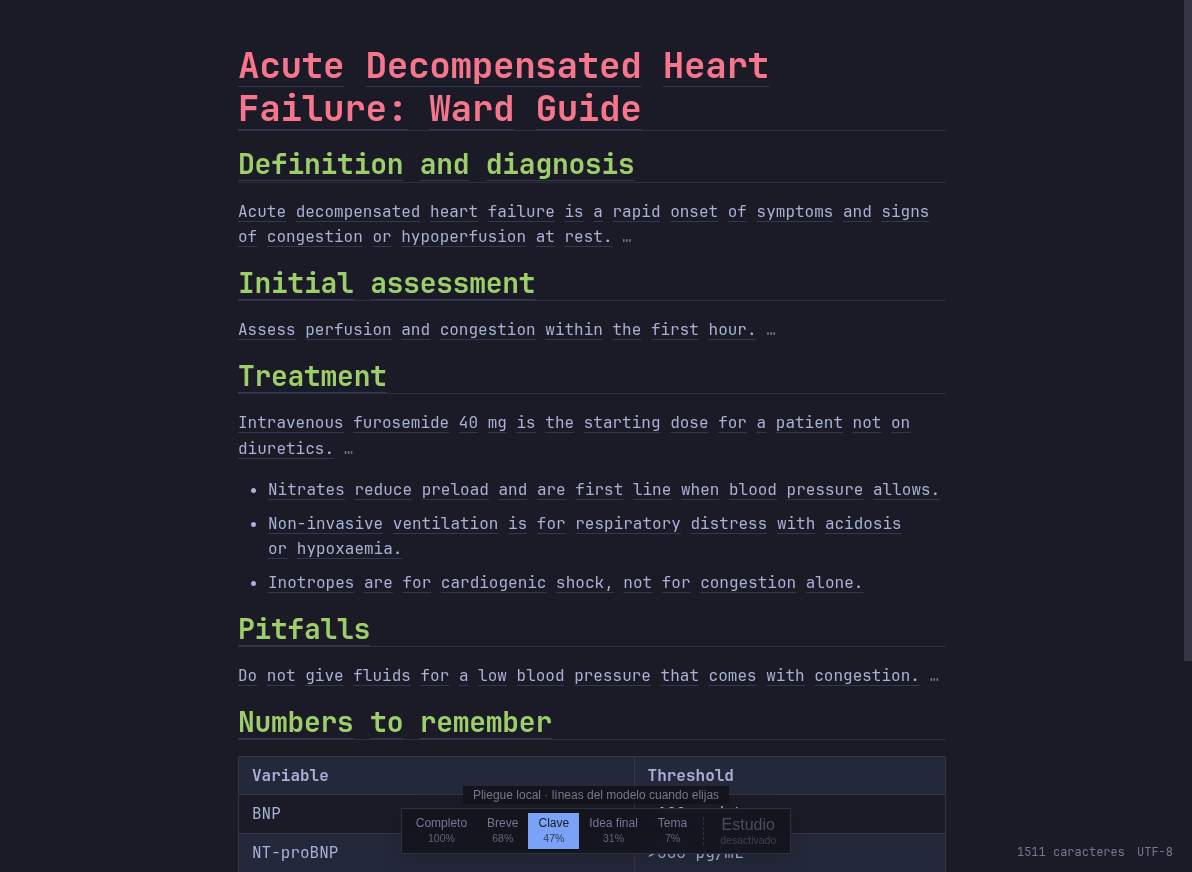 Acute Decompensated Heart
Failure: Ward Guide
Definition and diagnosis
Acute decompensated heart failure is a rapid onset of symptoms and signs
of congestion or hypoperfusion at rest. …
Initial assessment
Assess perfusion and congestion within the first hour. …
Treatment
Intravenous furosemide 40 mg is the starting dose for a patient not on
diuretics. …
• Nitrates reduce preload and are first line when blood pressure allows.
• Non-invasive ventilation is for respiratory distress with acidosis
or hypoxaemia.
• Inotropes are for cardiogenic shock, not for congestion alone.
Pitfalls
Do not give fluids for a low blood pressure that comes with congestion. …
Numbers to remember
Variable Threshold
Pliegue local · líneas del modelo cuando elijas
BNP
Completo Breve Clave Idea final Tema Estudio
100% 68% 47% 31% 7% desactivado
NT-proBNP
1511 caracteres UTF-8